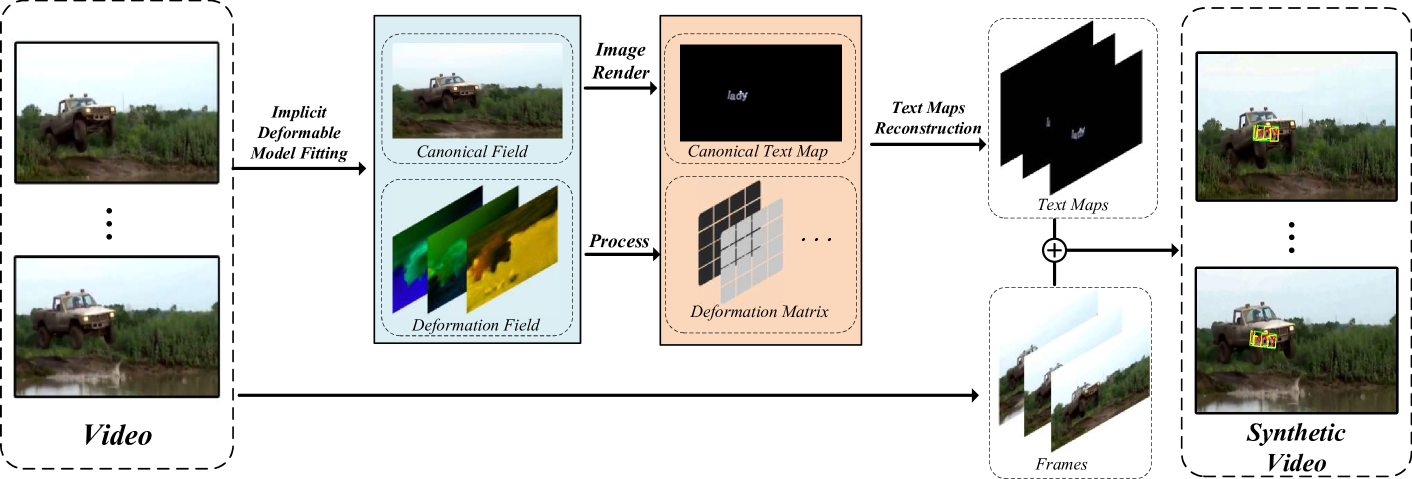 Video
Implicit
Deformable
Model Fitting
Canonical Field
Deformation Field
Image
Render
Process
lady
Canonical Text Map
Deformation Matrix
Text Maps
Reconstruction
lady
Text Maps
Frames
Synthetic
Video